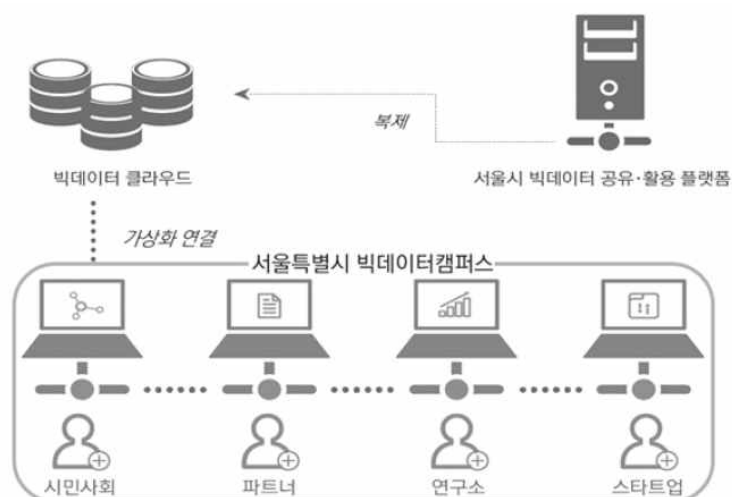 복제
빅데이터 클라우드
서울시 빅데이터 공유·활용 플랫폼
가상화 연결
서울특별시 빅데이터캠퍼스
시민사회
파트너
연구소
스타트업